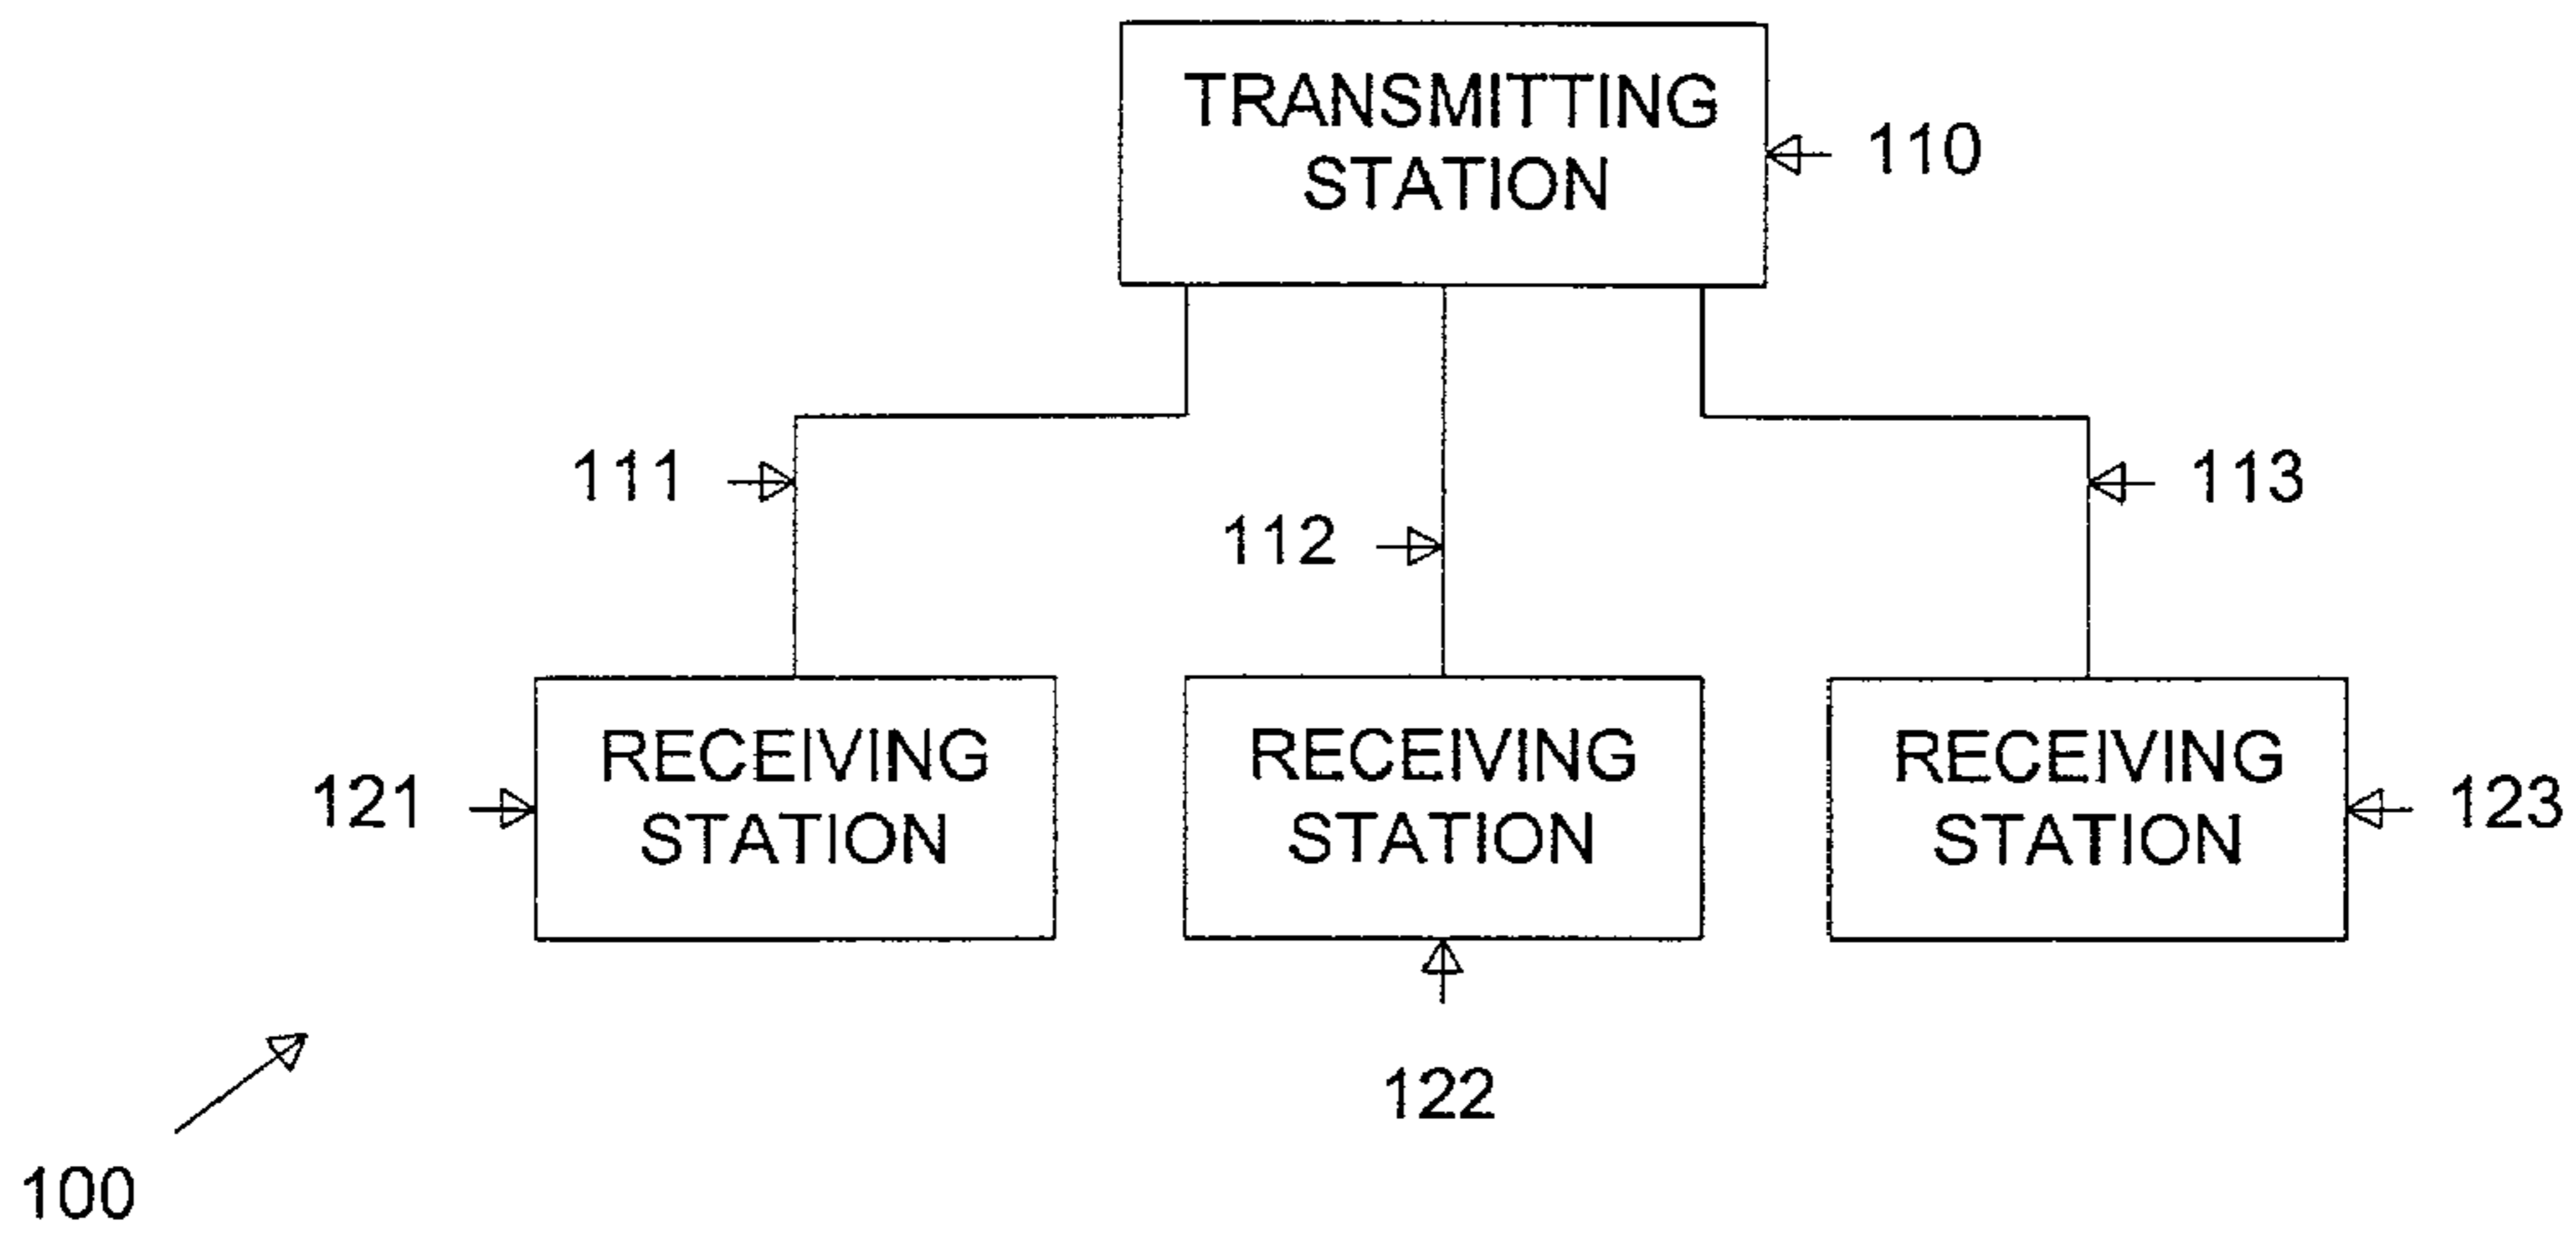 TRANSMITTING
STATION
110
111
112
113
RECEIVING
STATION
RECEIVING
STATION
RECEIVING
STATION
121
123
122
100